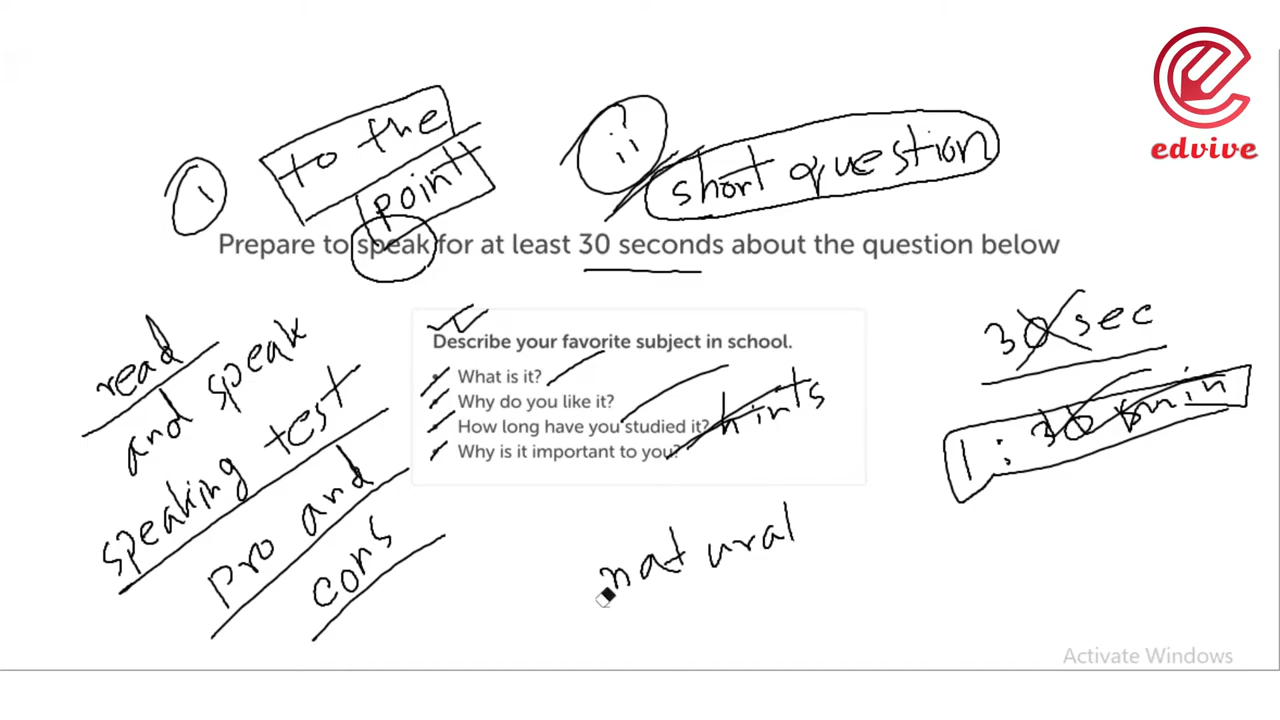 edvive
1 to the
point
ii short question
Prepare to speak for at least 30 seconds about the question below
Describe your favorite subject in school.
What is it?
Why do you like it?
How long have you studied it?
Why is it important to you?
hints
30 sec
1 : 30 min
read
and speak
speaking test
pro and
cons
natural
Activate Windows